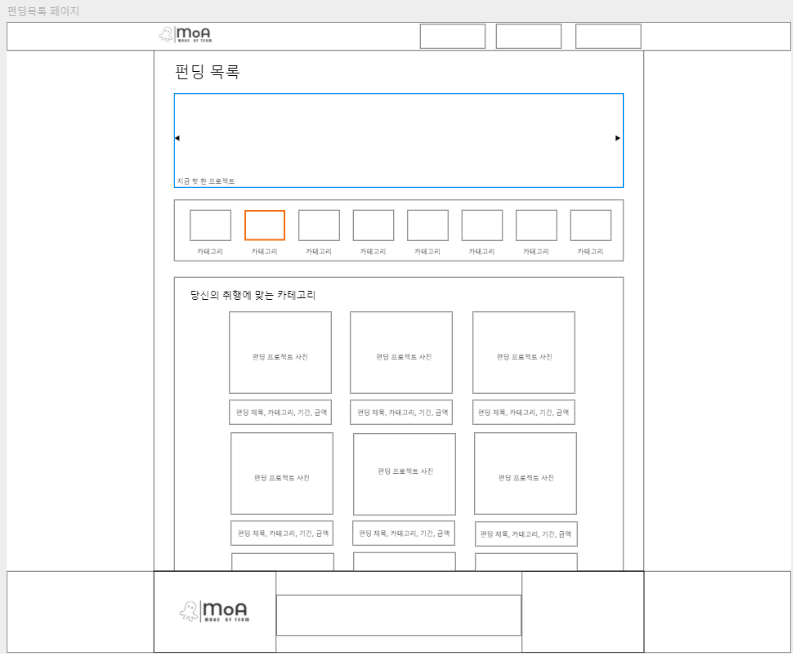 펀딩목록 페이지
MoA
MAKE OF TEAM
펀딩 목록
지금 핫 한 프로젝트
카테고리 카테고리 카테고리 카테고리 카테고리 카테고리 카테고리 카테고리
당신의 취행에 맞는 카테고리
펀딩 프로젝트 사진 펀딩 프로젝트 사진 펀딩 프로젝트 사진
펀딩 제목, 카테고리, 기간, 금액 펀딩 제목, 카테고리, 기간, 금액 펀딩 제목, 카테고리, 기간, 금액
펀딩 프로젝트 사진 펀딩 프로젝트 사진 펀딩 프로젝트 사진
펀딩 제목, 카테고리, 기간, 금액 펀딩 제목, 카테고리, 기간, 금액 펀딩 제목, 카테고리, 기간, 금액
MoA
MAKE OF TEAM